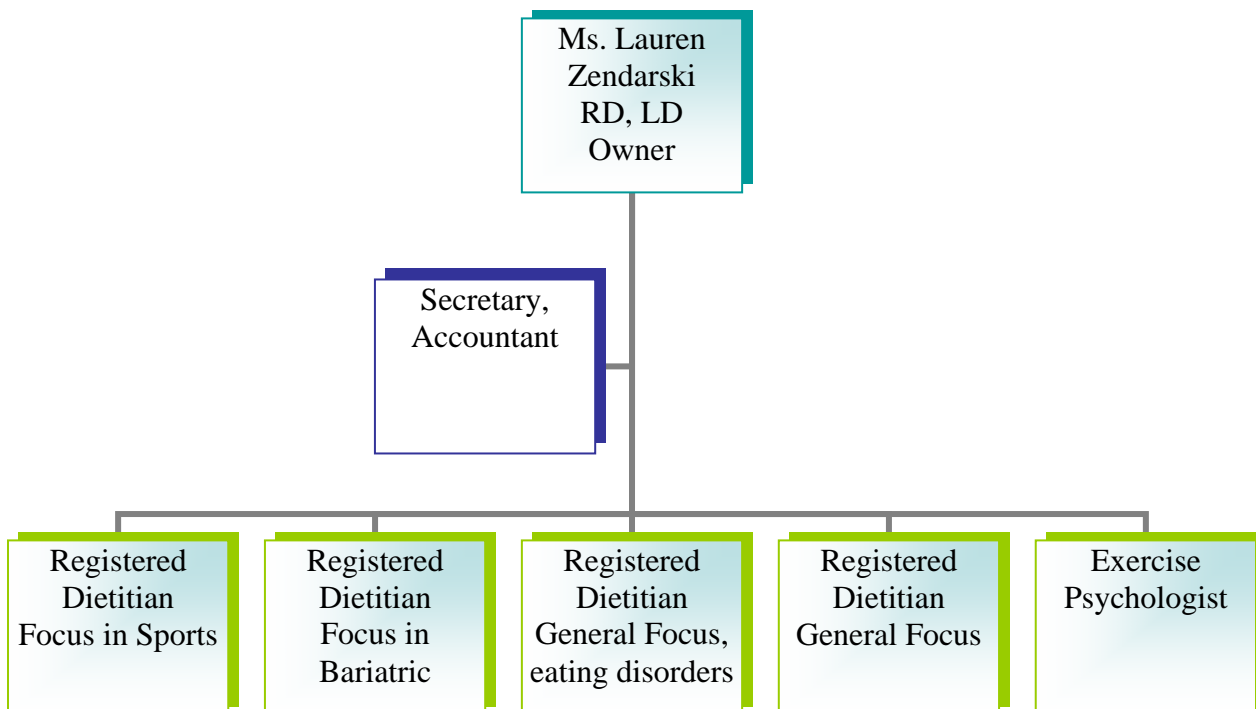 Ms. Lauren
Zendarski
RD, LD
Owner
Secretary,
Accountant
Registered
Dietitian
Focus in Sports
Registered
Dietitian
Focus in
Bariatric
Registered
Dietitian
General Focus,
eating disorders
Registered
Dietitian
General Focus
Exercise
Psychologist